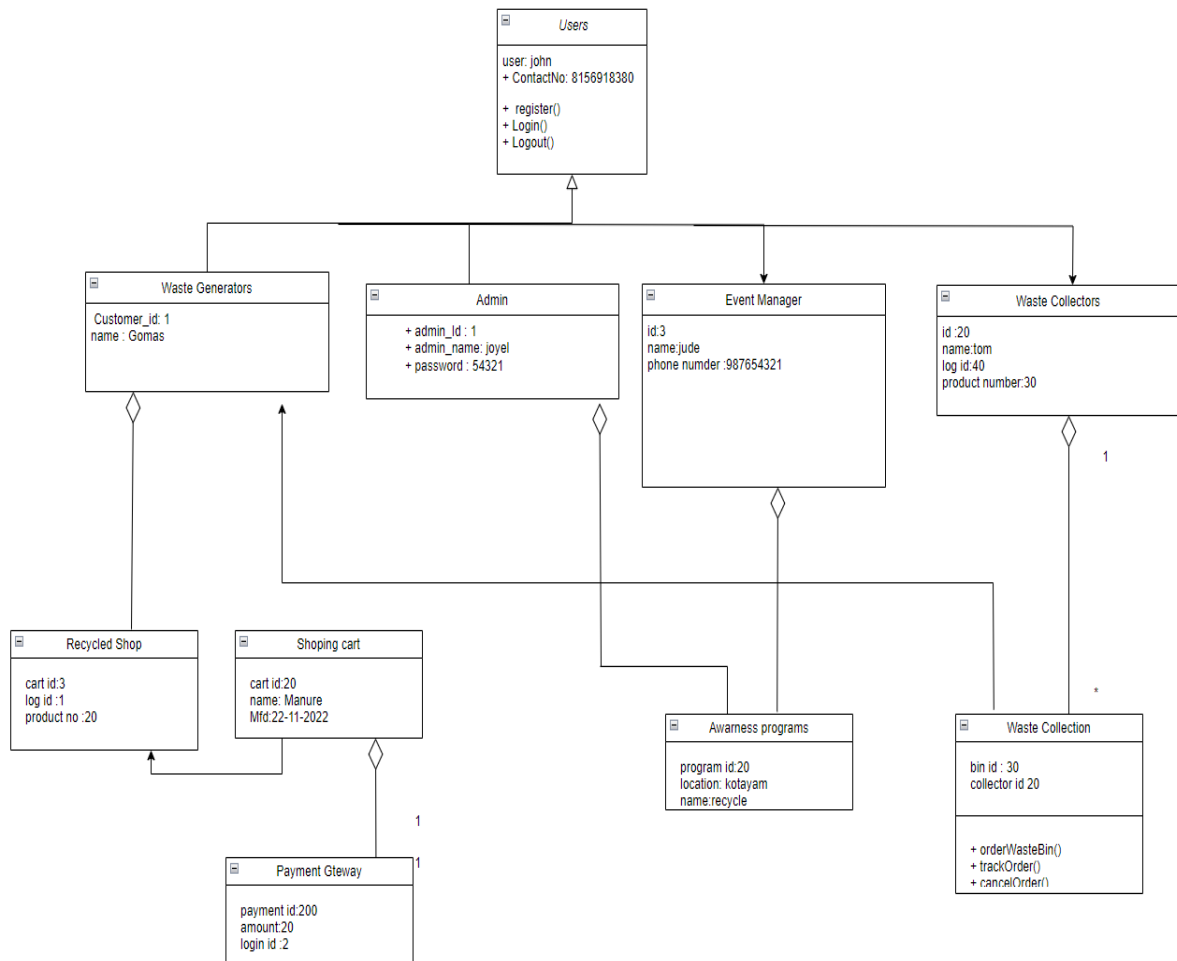 Users
user: john
+ ContactNo: 8156918380
+ register()
+ Login()
+ Logout()
Waste Generators
Customer_id: 1
name : Gomas
Admin
+ admin_Id : 1
+ admin_name: joyel
+ password : 54321
Event Manager
id:3
name:jude
phone numder :987654321
Waste Collectors
id :20
name:tom
log id:40
product number:30
1
*
Recycled Shop
cart id:3
log id :1
product no :20
Shoping cart
cart id:20
name: Manure
Mfd:22-11-2022
1
1
Payment Gteway
payment id:200
amount:20
login id :2
Awarness programs
program id:20
location: kotayam
name:recycle
Waste Collection
bin id : 30
collector id 20
+ orderWasteBin()
+ trackOrder()
+ cancelOrder()